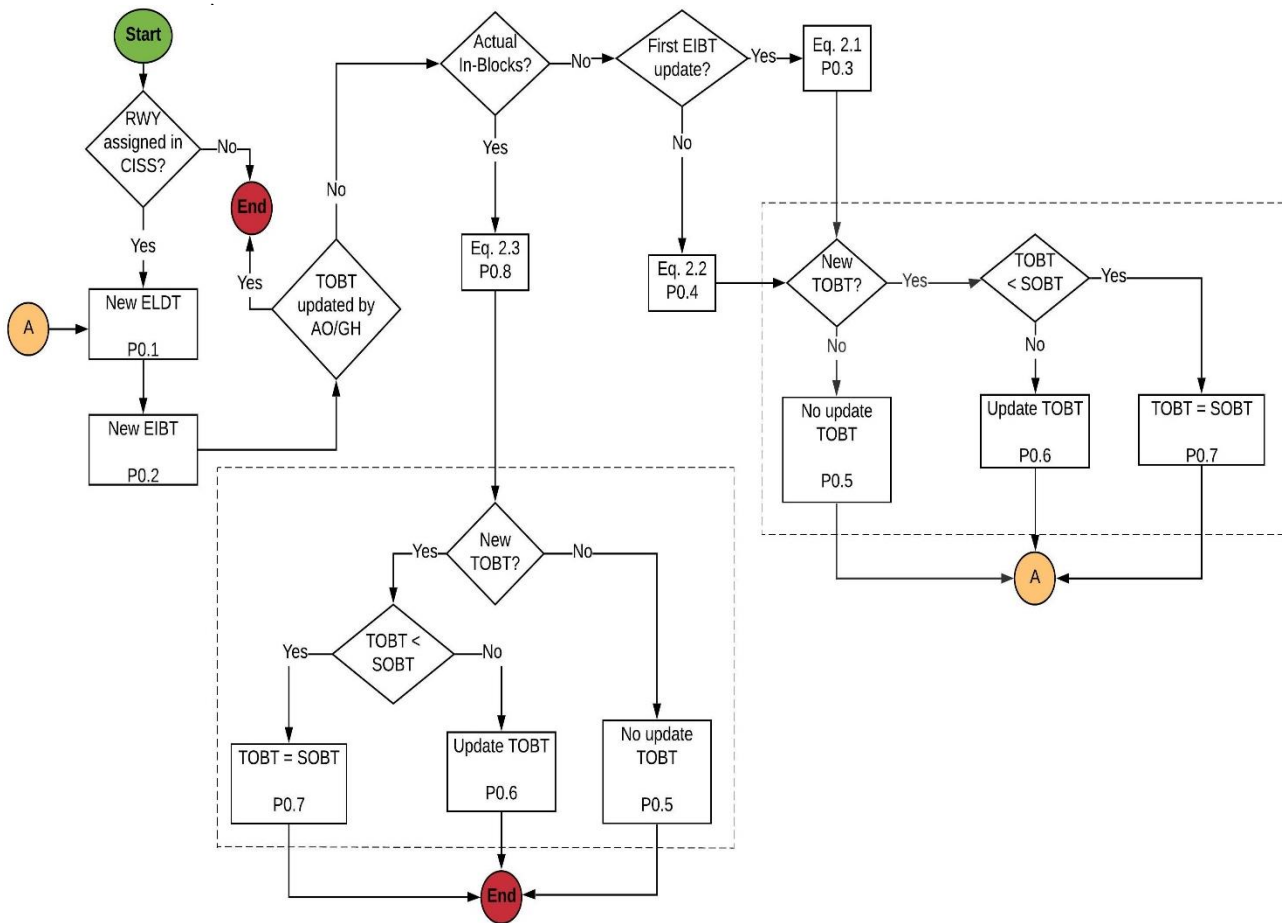 Start
RWY
assigned in
CISS?
No
End
Yes
New ELDT
P0.1
A
New EIBT
P0.2
Yes
TOBT
updated by
AO/GH
No
Actual
In-Blocks?
No
Yes
Eq. 2.3
P0.8
First EIBT
update?
Yes
Eq. 2.1
P0.3
No
Eq. 2.2
P0.4
New
TOBT?
Yes
TOBT
< SOBT
Yes
No
No
No update
TOBT
P0.5
Update TOBT
P0.6
TOBT = SOBT
P0.7
A
New
TOBT?
Yes
No
TOBT <
SOBT
Yes
No
TOBT = SOBT
P0.7
Update TOBT
P0.6
No update
TOBT
P0.5
End